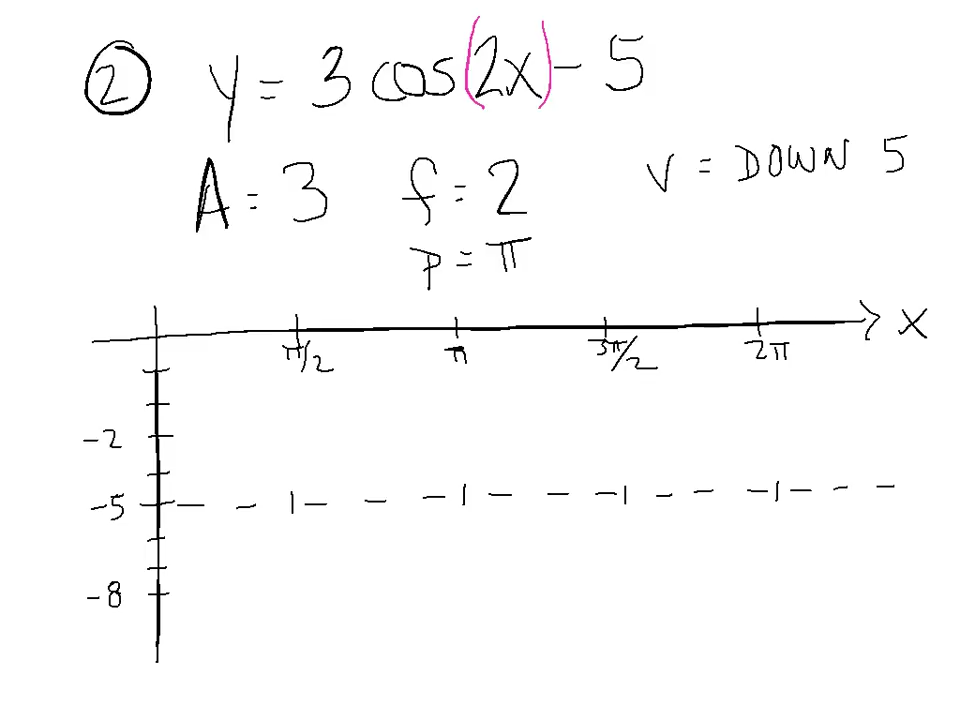 ② y = 3 cos(2x) - 5
A = 3 f = 2 V = DOWN 5
P = π
x
π/2 π 3π/2 2π
-2
-5
-8